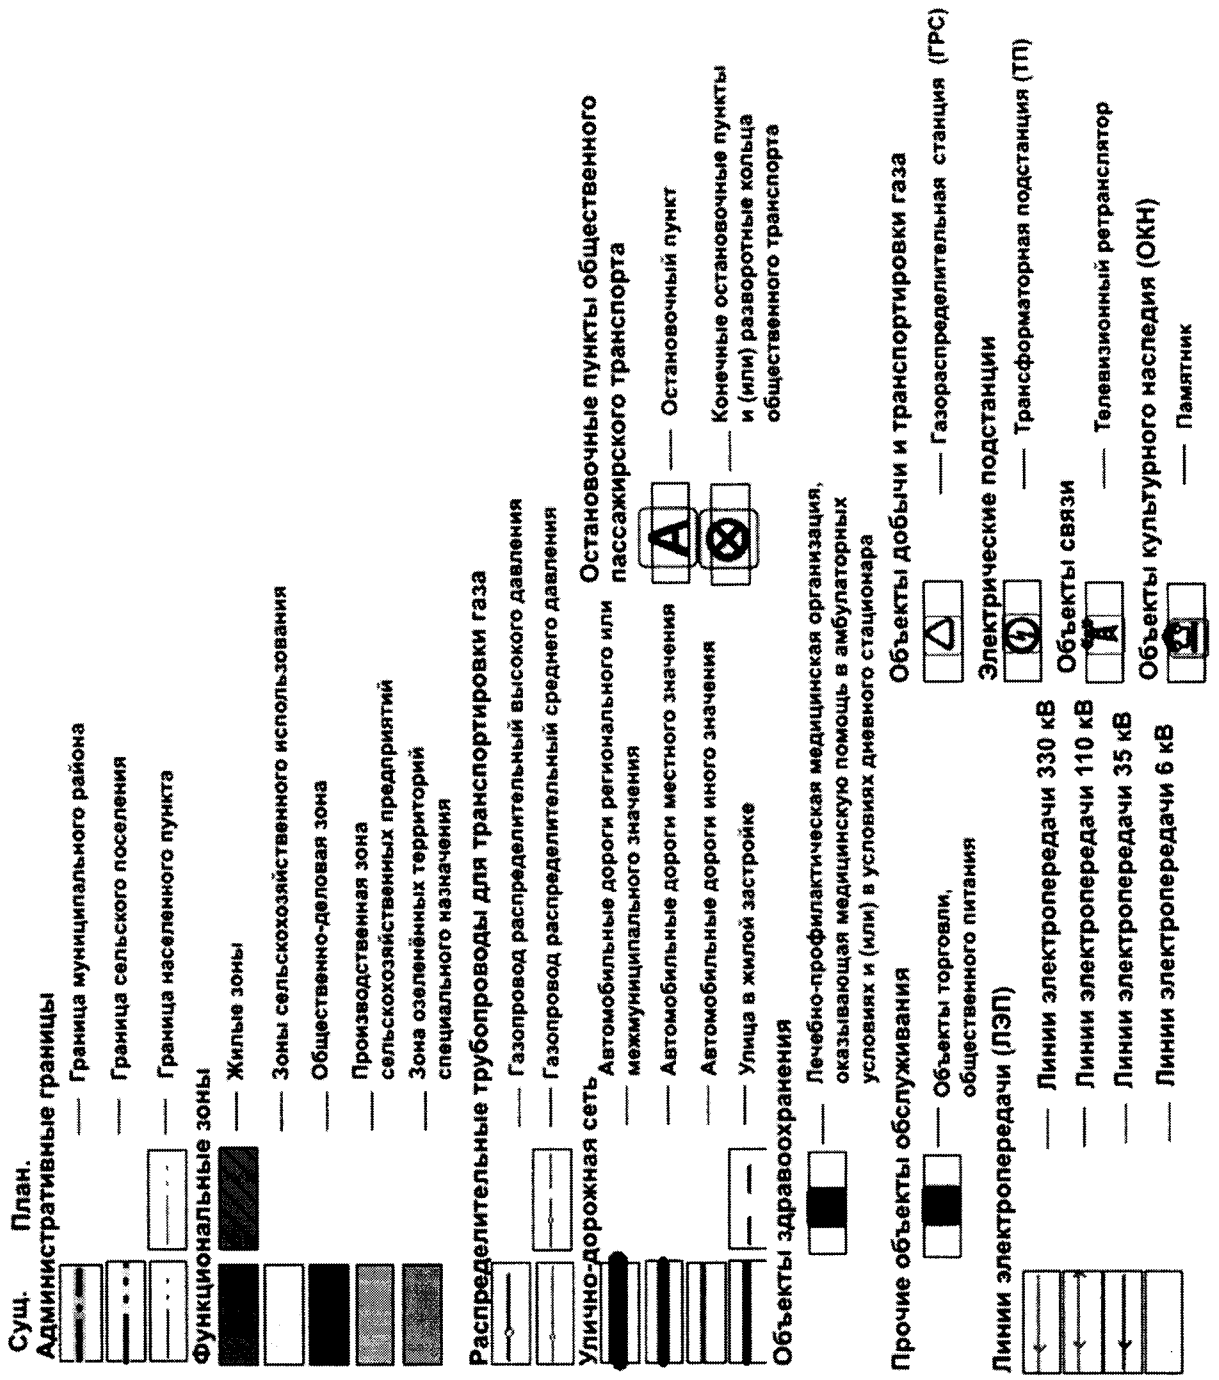 Сущ. План.
Административные границы
— Граница муниципального района
— Граница сельского поселения
— Граница населенного пункта
Функциональные зоны
— Жилые зоны
— Зоны сельскохозяйственного использования
— Общественно-деловая зона
— Производственная зона
сельскохозяйственных предприятий
— Зона озеленённых территорий
специального назначения
Распределительные трубопроводы для транспортировки газа
— Газопровод распределительный высокого давления
— Газопровод распределительный среднего давления
Улично-дорожная сеть
— Автомобильные дороги регионального или
межмуниципального значения
— Автомобильные дороги местного значения
— Автомобильные дороги иного значения
— Улица в жилой застройке
Остановочные пункты общественного
пассажирского транспорта
А — Остановочный пункт
— Конечные остановочные пункты
и (или) разворотные кольца
общественного транспорта
Объекты здравоохранения
— Лечебно-профилактическая медицинская организация,
оказывающая медицинскую помощь в амбулаторных
условиях и (или) в условиях дневного стационара
Прочие объекты обслуживания
— Объекты торговли,
общественного питания
Объекты добычи и транспортировки газа
— Газораспределительная станция (ГРС)
Электрические подстанции
— Трансформаторная подстанция (ТП)
Объекты связи
— Телевизионный ретранслятор
Объекты культурного наследия (ОКН)
— Памятник
Линии электропередачи (ЛЭП)
— Линии электропередачи 330 кВ
— Линии электропередачи 110 кВ
— Линии электропередачи 35 кВ
— Линии электропередачи 6 кВ